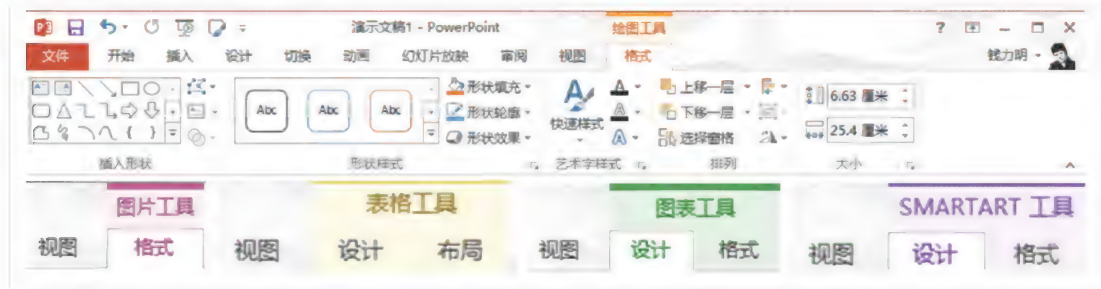 演示文稿1 - PowerPoint 绘图工具 ?
文件 开始 插入 设计 切换 动画 幻灯片放映 审阅 视图 格式 钱力明
Abc Abc Abc 形状填充 快速样式 A 上移一层 6.63 厘米
形状轮廓 A 下移一层
形状效果 A 选择窗格 25.4 厘米
插入形状 形状样式 艺术字样式 排列 大小
图片工具 表格工具 图表工具 SMARTART 工具
视图 格式 视图 设计 布局 视图 设计 格式 视图 设计 格式